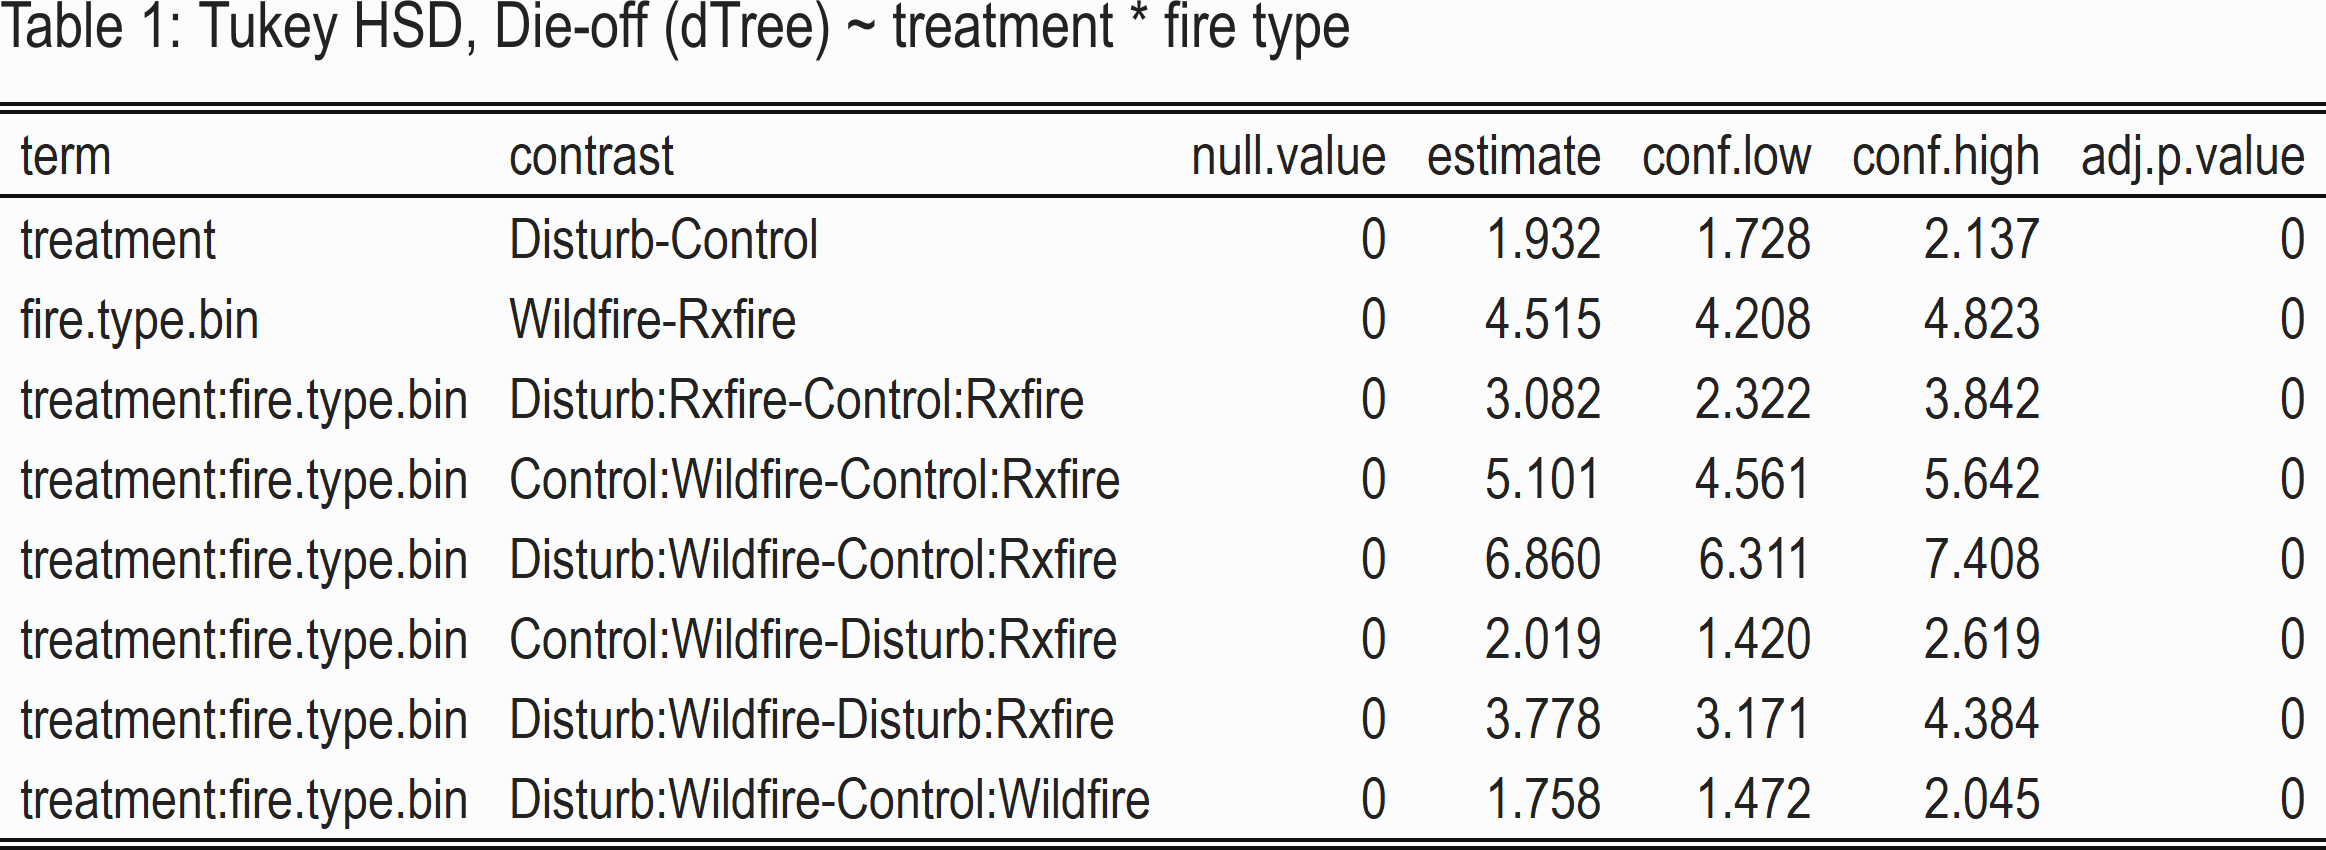 Table 1: Tukey HSD, Die-off (dTree) ~ treatment * fire type
term contrast null.value estimate conf.low conf.high adj.p.value
treatment Disturb-Control 0 1.932 1.728 2.137 0
fire.type.bin Wildfire-Rxfire 0 4.515 4.208 4.823 0
treatment:fire.type.bin Disturb:Rxfire-Control:Rxfire 0 3.082 2.322 3.842 0
treatment:fire.type.bin Control:Wildfire-Control:Rxfire 0 5.101 4.561 5.642 0
treatment:fire.type.bin Disturb:Wildfire-Control:Rxfire 0 6.860 6.311 7.408 0
treatment:fire.type.bin Control:Wildfire-Disturb:Rxfire 0 2.019 1.420 2.619 0
treatment:fire.type.bin Disturb:Wildfire-Disturb:Rxfire 0 3.778 3.171 4.384 0
treatment:fire.type.bin Disturb:Wildfire-Control:Wildfire 0 1.758 1.472 2.045 0